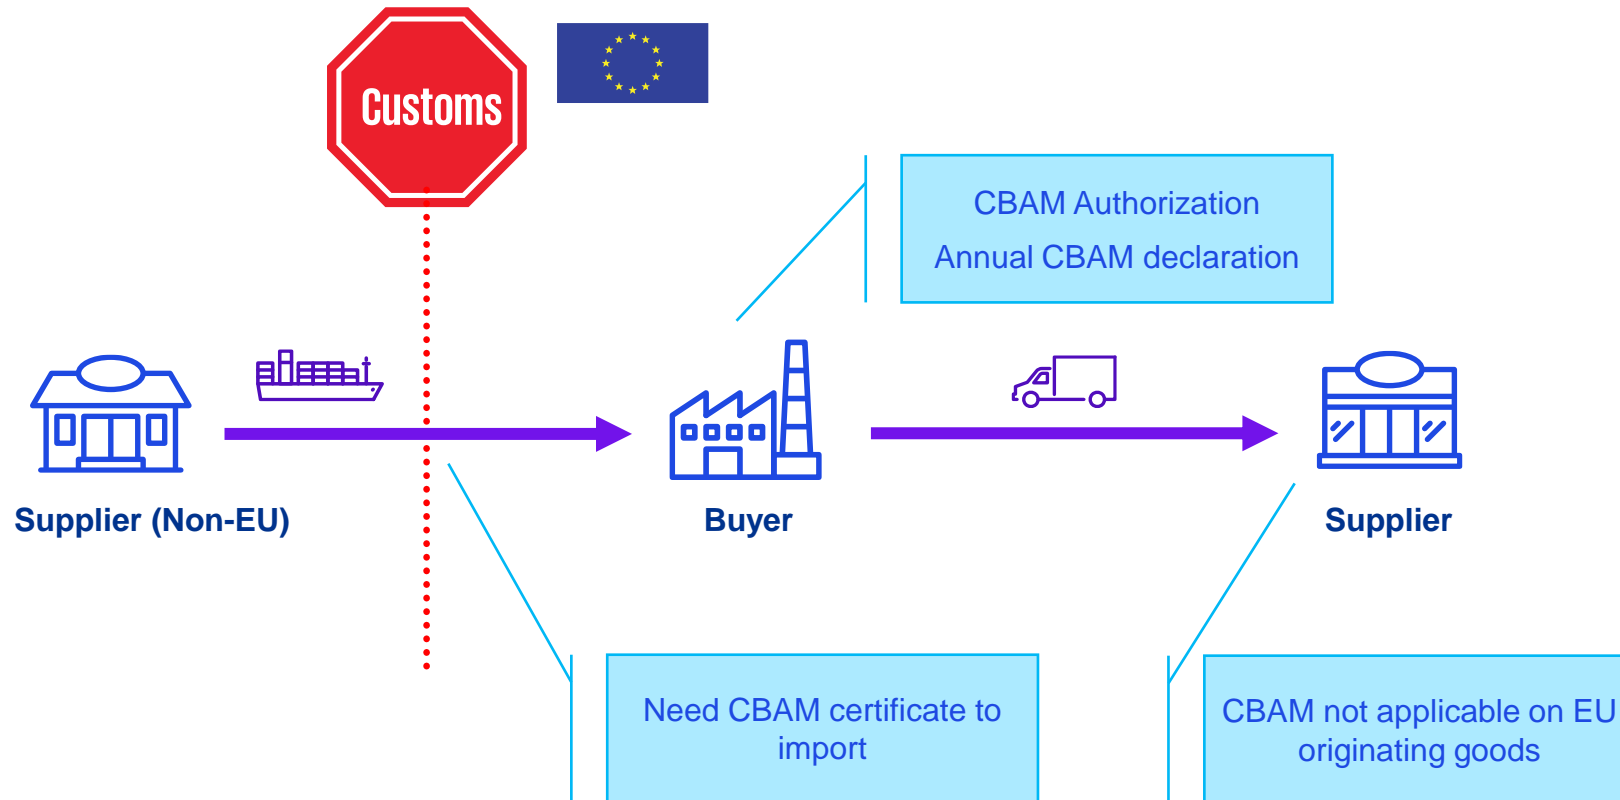 Customs
CBAM Authorization
Annual CBAM declaration
Supplier (Non-EU)
Buyer
Supplier
Need CBAM certificate to
import
CBAM not applicable on EU
originating goods